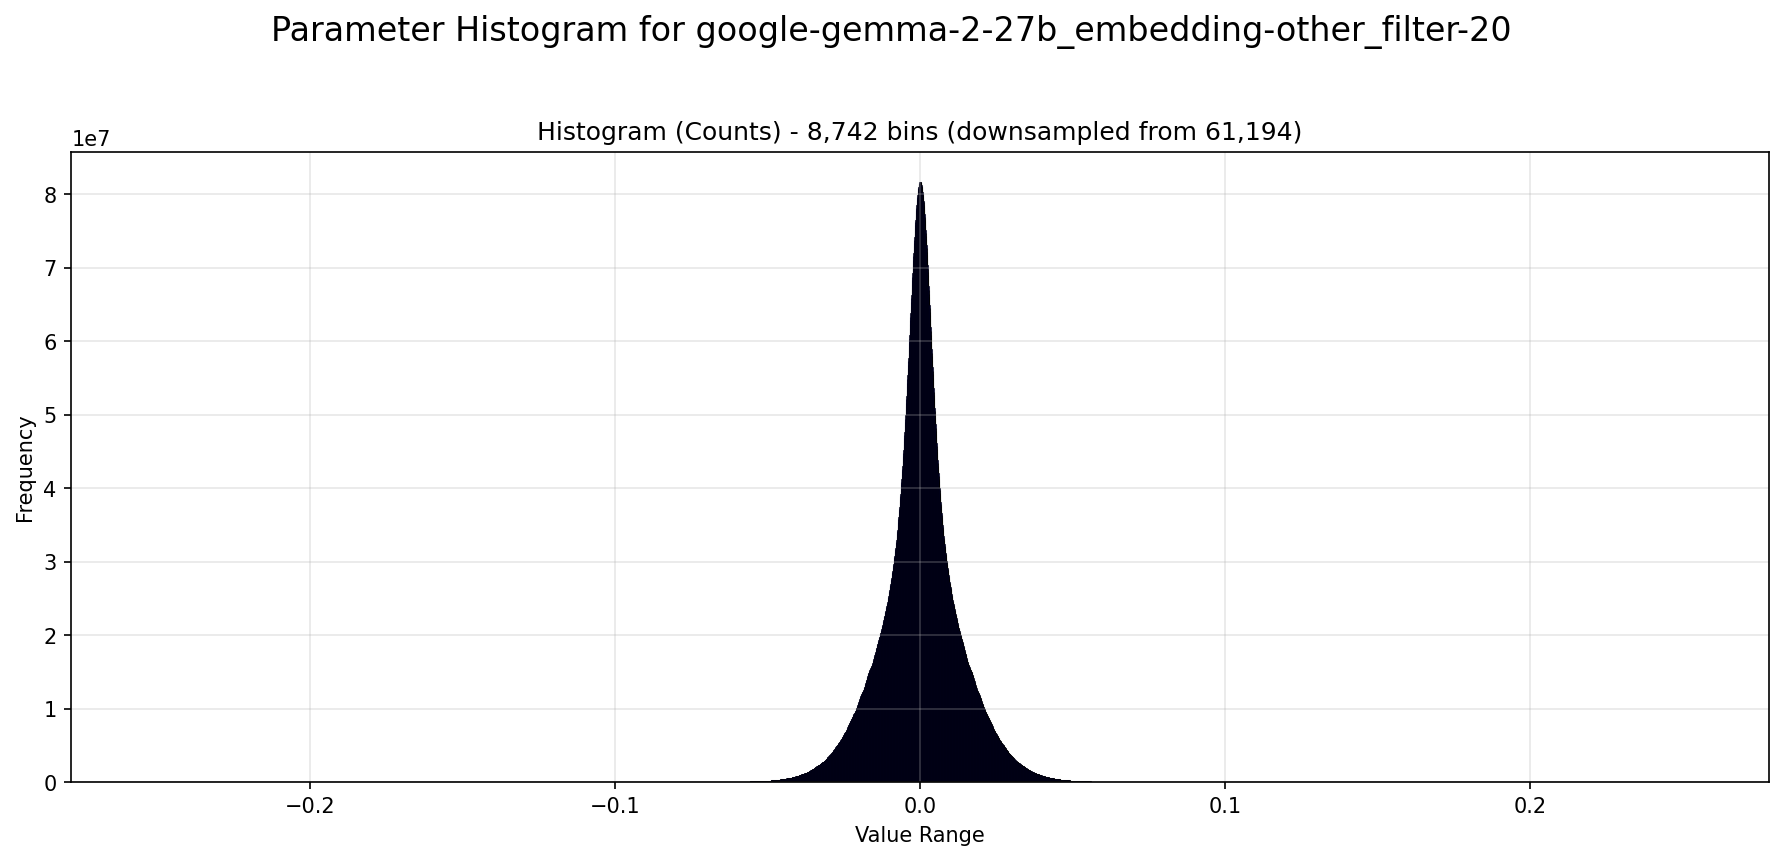 Parameter Histogram for google-gemma-2-27b_embedding-other_filter-20
Histogram (Counts) - 8,742 bins (downsampled from 61,194)
1e7
8
7
6
5
4
3
2
1
0
Frequency
−0.2 −0.1 0.0 0.1 0.2
Value Range